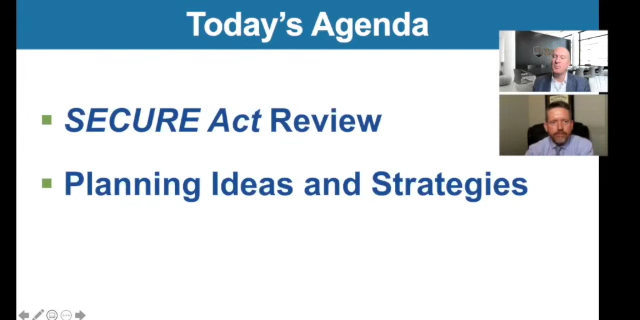 Today's Agenda
SECURE Act Review
Planning Ideas and Strategies